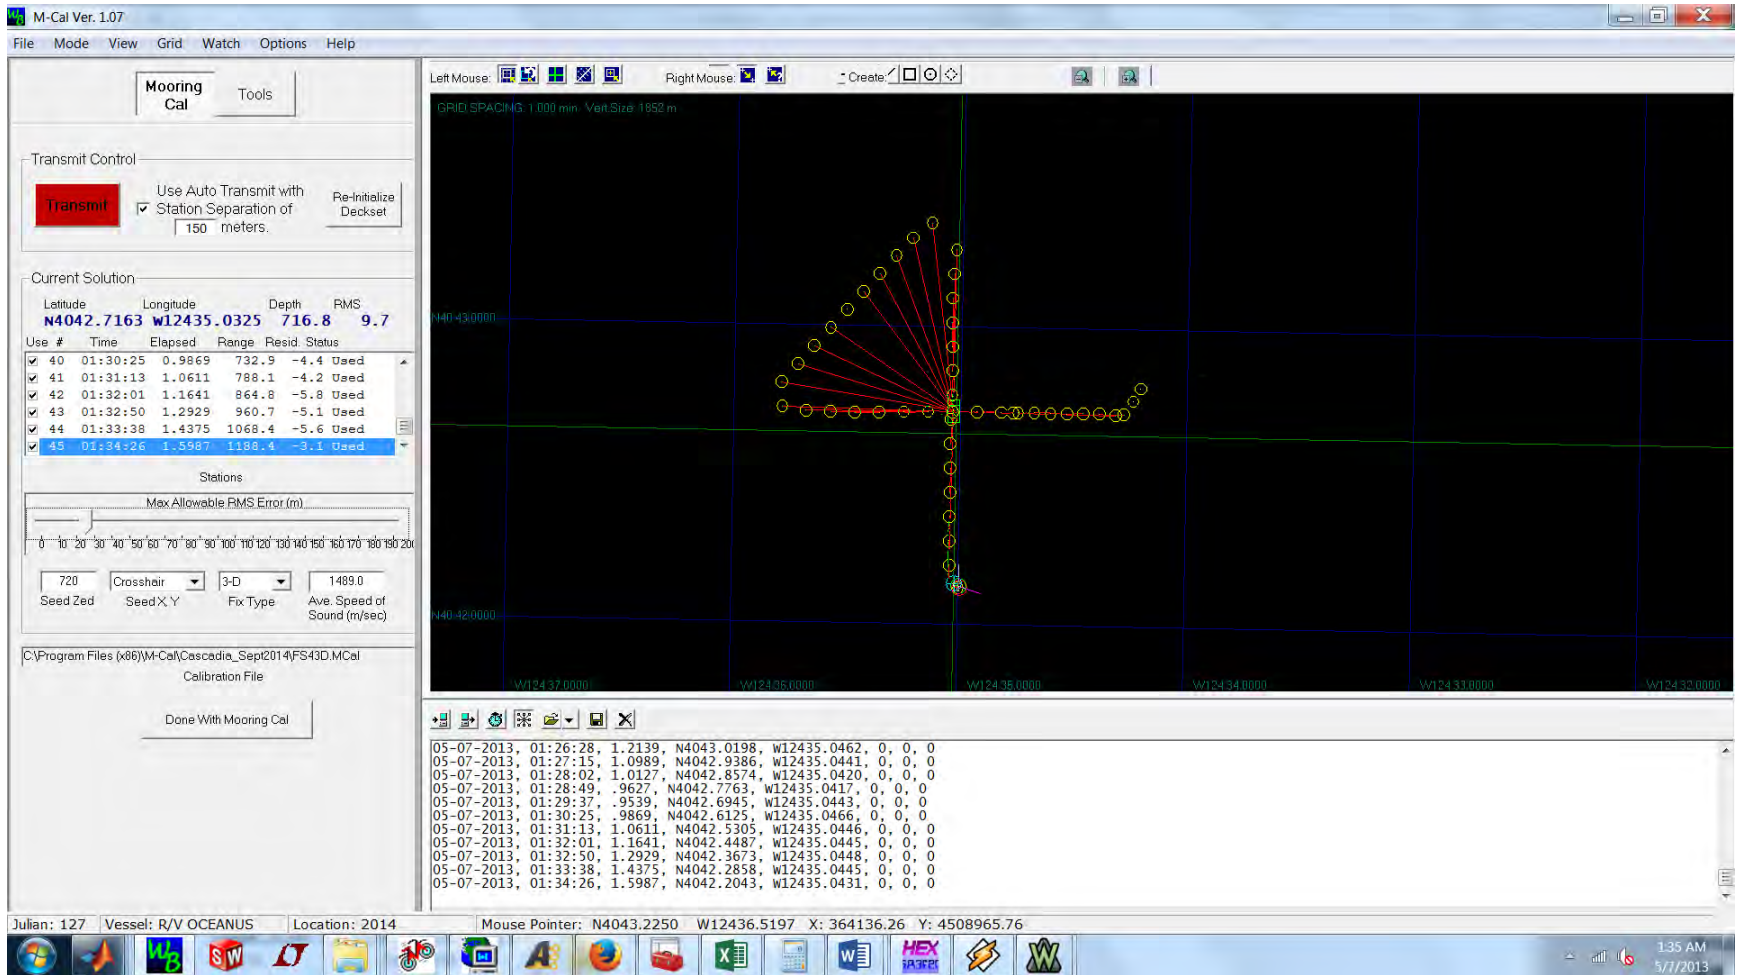 M-Cal Ver. 1.07
File Mode View Grid Watch Options Help
Mooring Cal
Tools
Left Mouse:
Right Mouse:
Create:
GRID SPACING: 1.000 min. Vert.Size: 1852 m
Transmit Control
Transmit
Use Auto Transmit with
Station Separation of
150 meters.
Re-Initialize
Deckset
Current Solution
Latitude Longitude Depth RMS
N4042.7163 W12435.0325 716.8 9.7
Use # Time Elapsed Range Resid. Status
40 01:30:25 0.9869 732.9 -4.4 Used
41 01:31:13 1.0611 788.1 -4.2 Used
42 01:32:01 1.1641 864.8 -5.8 Used
43 01:32:50 1.2929 960.7 -5.1 Used
44 01:33:38 1.4375 1068.4 -5.6 Used
45 01:34:26 1.5987 1188.4 -3.1 Used
Stations
Max Allowable RMS Error (m)
0 10 20 30 40 50 60 70 80 90 100 110 120 130 140 150 160 170 180 190 200
720 Crosshair 3-D 1489.0
Seed Zed Seed X,Y Fix Type Ave. Speed of
Sound (m/sec)
C:\Program Files (x86)\M-Cal\Cascadia_Sept2014\FS43D.MCal
Calibration File
Done With Mooring Cal
N40 43.0000
N40 42.0000
W124 37.0000 W124 36.0000 W124 35.0000 W124 34.0000 W124 33.0000 W124 32.0000
05-07-2013, 01:26:28, 1.2139, N4043.0198, W12435.0462, 0, 0, 0
05-07-2013, 01:27:15, 1.0989, N4042.9386, W12435.0441, 0, 0, 0
05-07-2013, 01:28:02, 1.0127, N4042.8574, W12435.0420, 0, 0, 0
05-07-2013, 01:28:49, .9627, N4042.7763, W12435.0417, 0, 0, 0
05-07-2013, 01:29:37, .9539, N4042.6945, W12435.0443, 0, 0, 0
05-07-2013, 01:30:25, .9869, N4042.6125, W12435.0466, 0, 0, 0
05-07-2013, 01:31:13, 1.0611, N4042.5305, W12435.0446, 0, 0, 0
05-07-2013, 01:32:01, 1.1641, N4042.4487, W12435.0445, 0, 0, 0
05-07-2013, 01:32:50, 1.2929, N4042.3673, W12435.0448, 0, 0, 0
05-07-2013, 01:33:38, 1.4375, N4042.2858, W12435.0445, 0, 0, 0
05-07-2013, 01:34:26, 1.5987, N4042.2043, W12435.0431, 0, 0, 0
Julian: 127 Vessel: R/V OCEANUS Location: 2014 Mouse Pointer: N4043.2250 W12436.5197 X: 364136.26 Y: 4508965.76
1:35 AM
5/7/2013